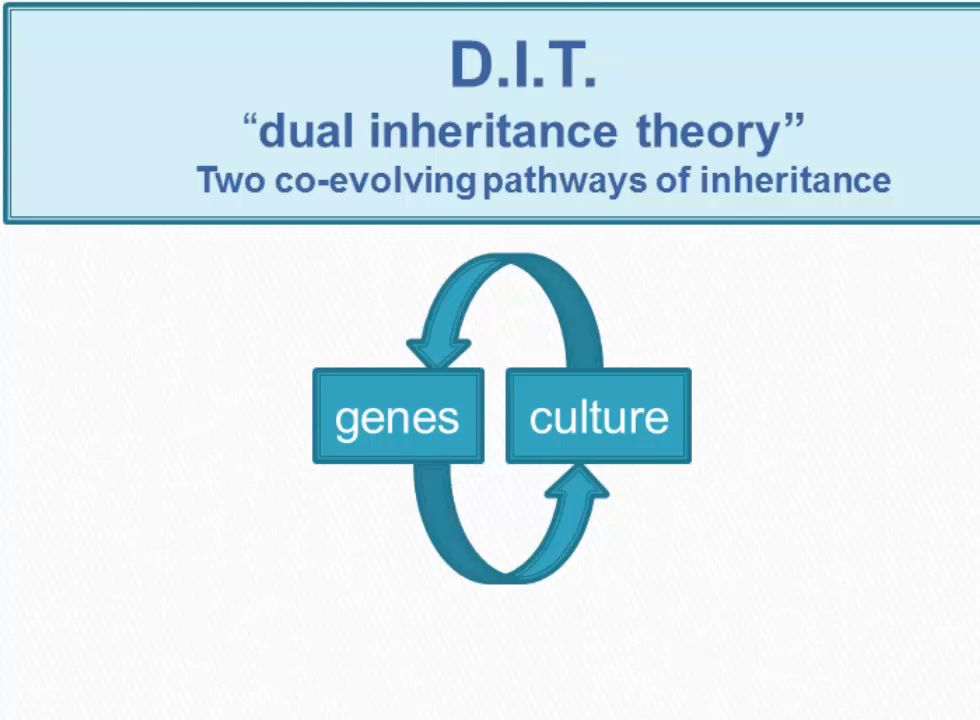 D.I.T.
“dual inheritance theory”
Two co-evolving pathways of inheritance
genes culture